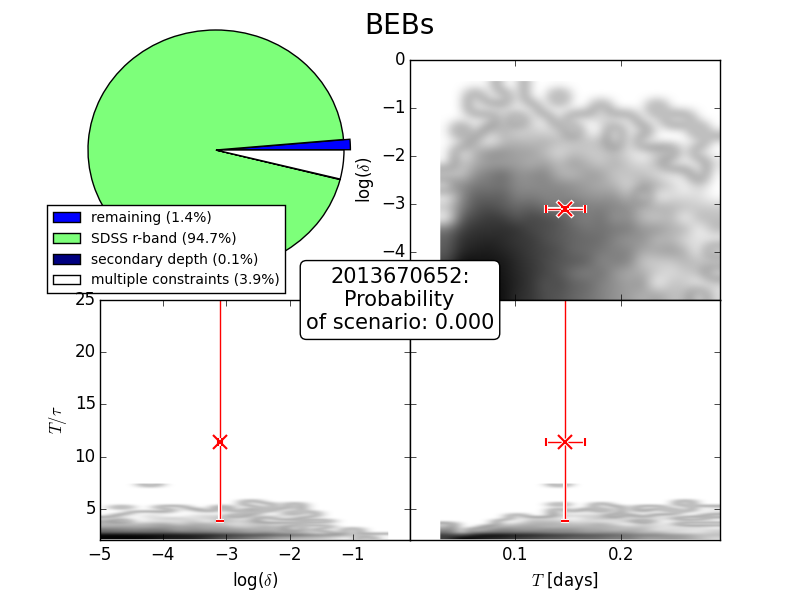 BEBs
0
−1
−2
−3
−4
log(δ)
remaining (1.4%)
SDSS r-band (94.7%)
secondary depth (0.1%)
multiple constraints (3.9%)
2013670652:
Probability
of scenario: 0.000
25
20
15
10
5
T/τ
−5 −4 −3 −2 −1
log(δ)
0.1 0.2
T [days]